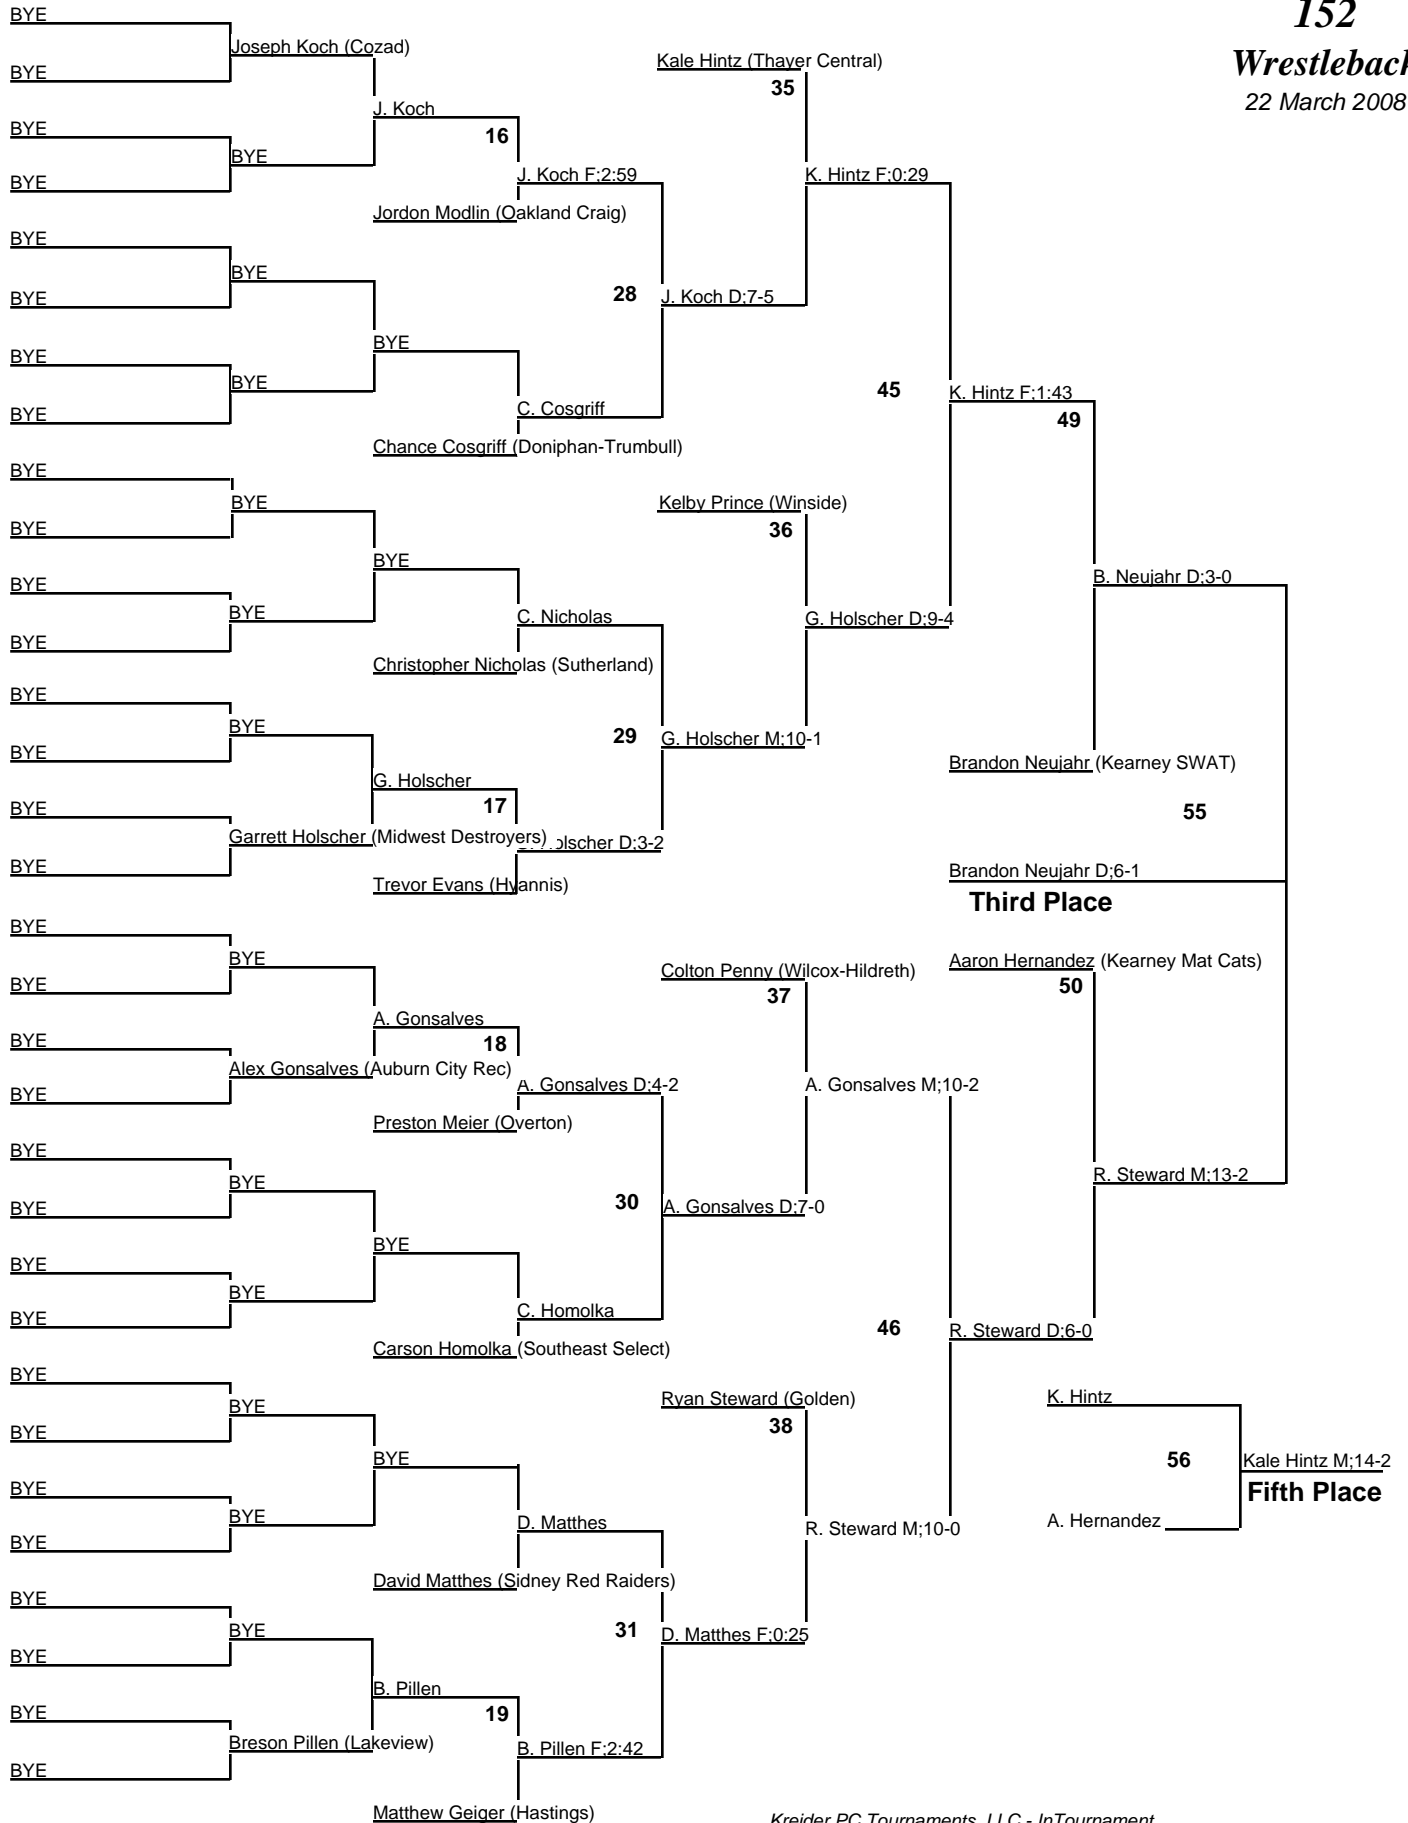 BYE
152
Joseph Koch (Cozad)
Kale Hintz (Thayer Central)
Wrestleback
BYE
35
22 March 2008
J. Koch
BYE
16
BYE
J. Koch F;2:59
K. Hintz F;0:29
BYE
Jordon Modlin (Oakland Craig)
BYE
BYE
28
J. Koch D;7-5
BYE
BYE
BYE
BYE
45
K. Hintz F;1:43
C. Cosgriff
49
BYE
Chance Cosgriff (Doniphan-Trumbull)
BYE
BYE
Kelby Prince (Winside)
BYE
36
BYE
B. Neujahr D;3-0
BYE
BYE
C. Nicholas
G. Holscher D;9-4
BYE
Christopher Nicholas (Sutherland)
BYE
BYE
29
G. Holscher M;10-1
BYE
Brandon Neujahr (Kearney SWAT)
G. Holscher
17
55
BYE
Garrett Holscher (Midwest Destroyers)
olscher D;3-2
BYE
Brandon Neujahr D;6-1
Trevor Evans (Hyannis)
Third Place
BYE
BYE
Colton Penny (Wilcox-Hildreth)
Aaron Hernandez (Kearney Mat Cats)
BYE
37
50
A. Gonsalves
BYE
18
Alex Gonsalves (Auburn City Rec)
A. Gonsalves D;4-2
A. Gonsalves M;10-2
BYE
Preston Meier (Overton)
BYE
BYE
R. Steward M;13-2
30
A. Gonsalves D;7-0
BYE
BYE
BYE
BYE
C. Homolka
BYE
46
R. Steward D;6-0
Carson Homolka (Southeast Select)
BYE
Ryan Steward (Golden)
K. Hintz
BYE
38
BYE
BYE
56
Kale Hintz M;14-2
BYE
Fifth Place
BYE
D. Matthes
R. Steward M;10-0
A. Hernandez
BYE
David Matthes (Sidney Red Raiders)
BYE
BYE
31
D. Matthes F;0:25
BYE
B. Pillen
BYE
19
Breson Pillen (Lakeview)
B. Pillen F;2:42
BYE
Matthew Geiger (Hastings)
Kreider PC Tournaments, LLC - InTournament